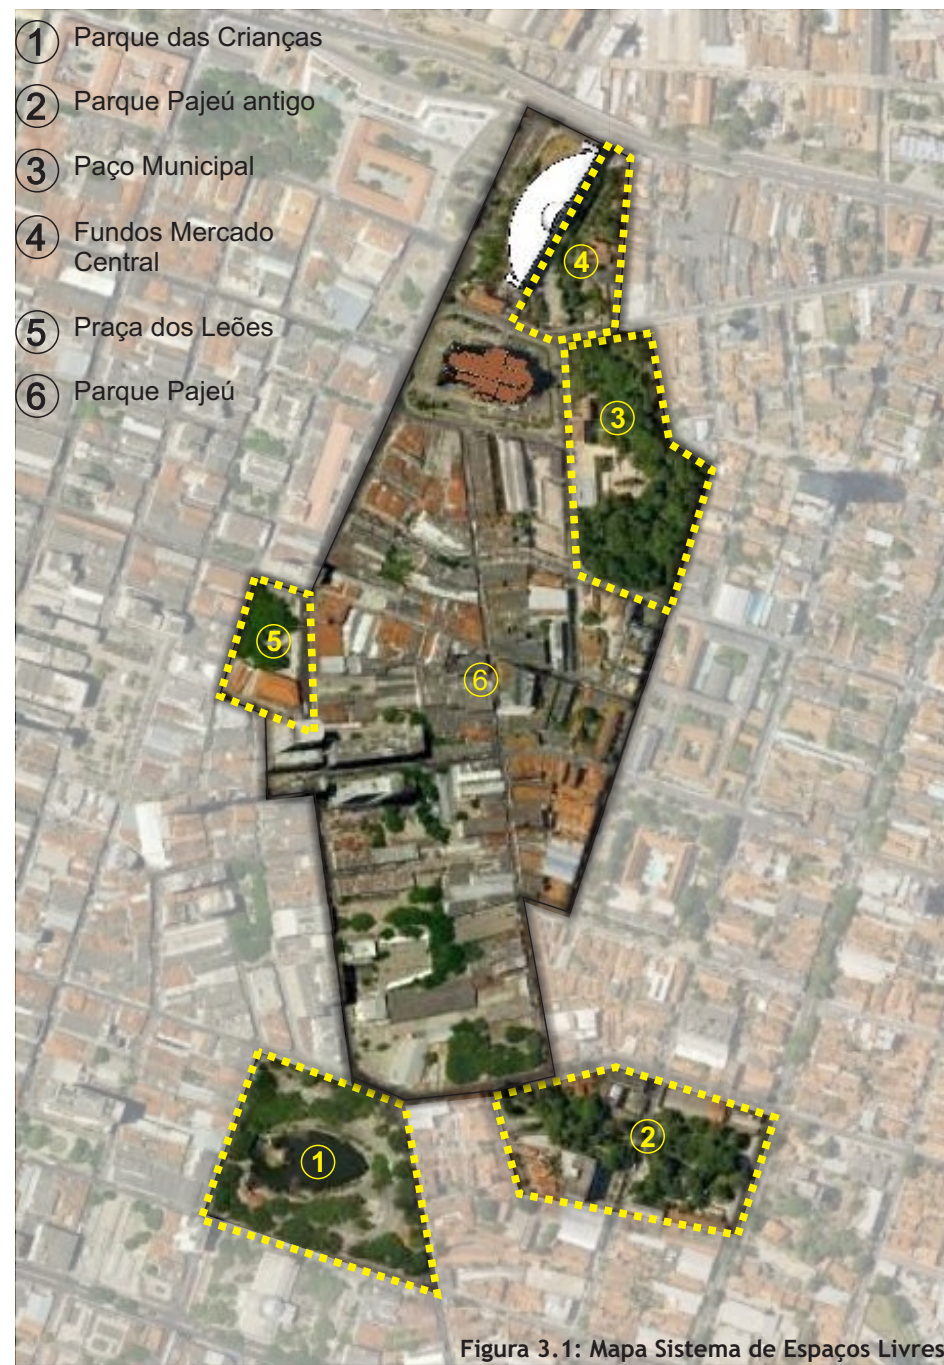 1 Parque das Crianças
2 Parque Pajeú antigo
3 Paço Municipal
4 Fundos Mercado
Central
5 Praça dos Leões
6 Parque Pajeú
4
3
5
6
2
1
Figura 3.1: Mapa Sistema de Espaços Livres